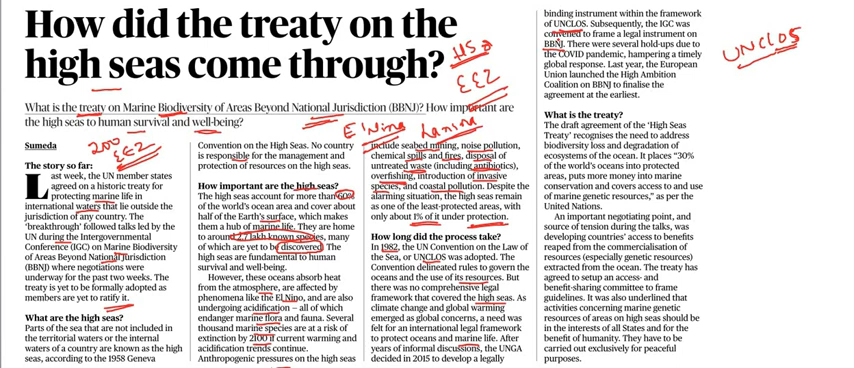 How did the treaty on the
high seas come through?
HSA
EEZ
UNCLOS
What is the treaty on Marine Biodiversity of Areas Beyond National Jurisdiction (BBNJ)? How important are
the high seas to human survival and well-being?
Sumeda
200
EEZ
The story so far:
Last week, the UN member states
agreed on a historic treaty for
protecting marine life in
international waters that lie outside the
jurisdiction of any country. The
'breakthrough' followed talks led by the
UN during the Intergovernmental
Conference (IGC) on Marine Biodiversity
of Areas Beyond National Jurisdiction
(BBNJ) where negotiations were
underway for the past two weeks. The
treaty is yet to be formally adopted as
members are yet to ratify it.
What are the high seas?
Parts of the sea that are not included in
the territorial waters or the internal
waters of a country are known as the high
seas, according to the 1958 Geneva
Convention on the High Seas. No country
is responsible for the management and
protection of resources on the high seas.
How important are the high seas?
The high seas account for more than 60%
of the world's ocean area and cover about
half of the Earth's surface, which makes
them a hub of marine life. They are home
to around 2.7 lakh known species, many
of which are yet to be discovered. The
high seas are fundamental to human
survival and well-being.
However, these oceans absorb heat
from the atmosphere, are affected by
phenomena like the El Nino, and are also
undergoing acidification – all of which
endanger marine flora and fauna. Several
thousand marine species are at a risk of
extinction by 2100 if current warming and
acidification trends continue.
Anthropogenic pressures on the high seas
El Nino Lanina
include seabed mining, noise pollution,
chemical spills and fires, disposal of
untreated waste (including antibiotics),
overfishing, introduction of invasive
species, and coastal pollution. Despite the
alarming situation, the high seas remain
as one of the least-protected areas, with
only about 1% of it under protection.
How long did the process take?
In 1982, the UN Convention on the Law of
the Sea, or UNCLOS was adopted. The
Convention delineated rules to govern the
oceans and the use of its resources. But
there was no comprehensive legal
framework that covered the high seas. As
climate change and global warming
emerged as global concerns, a need was
felt for an international legal framework
to protect oceans and marine life. After
years of informal discussions, the UNGA
decided in 2015 to develop a legally
binding instrument within the framework
of UNCLOS. Subsequently, the IGC was
convened to frame a legal instrument on
BBNJ. There were several hold-ups due to
the COVID pandemic, hampering a timely
global response. Last year, the European
Union launched the High Ambition
Coalition on BBNJ to finalise the
agreement at the earliest.
What is the treaty?
The draft agreement of the 'High Seas
Treaty' recognises the need to address
biodiversity loss and degradation of
ecosystems of the ocean. It places "30%
of the world's oceans into protected
areas, puts more money into marine
conservation and covers access to and use
of marine genetic resources," as per the
United Nations.
An important negotiating point, and
source of tension during the talks, was
developing countries' access to benefits
reaped from the commercialisation of
resources (especially genetic resources)
extracted from the ocean. The treaty has
agreed to setup an access- and
benefit-sharing committee to frame
guidelines. It was also underlined that
activities concerning marine genetic
resources of areas on high seas should be
in the interests of all States and for the
benefit of humanity. They have to be
carried out exclusively for peaceful
purposes.